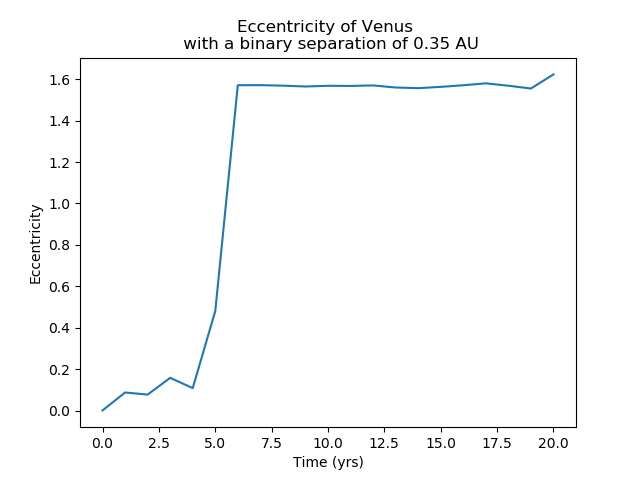 Eccentricity of Venus
with a binary separation of 0.35 AU
1.6
1.4
1.2
1.0
0.8
0.6
0.4
0.2
0.0
Eccentricity
0.0 2.5 5.0 7.5 10.0 12.5 15.0 17.5 20.0
Time (yrs)